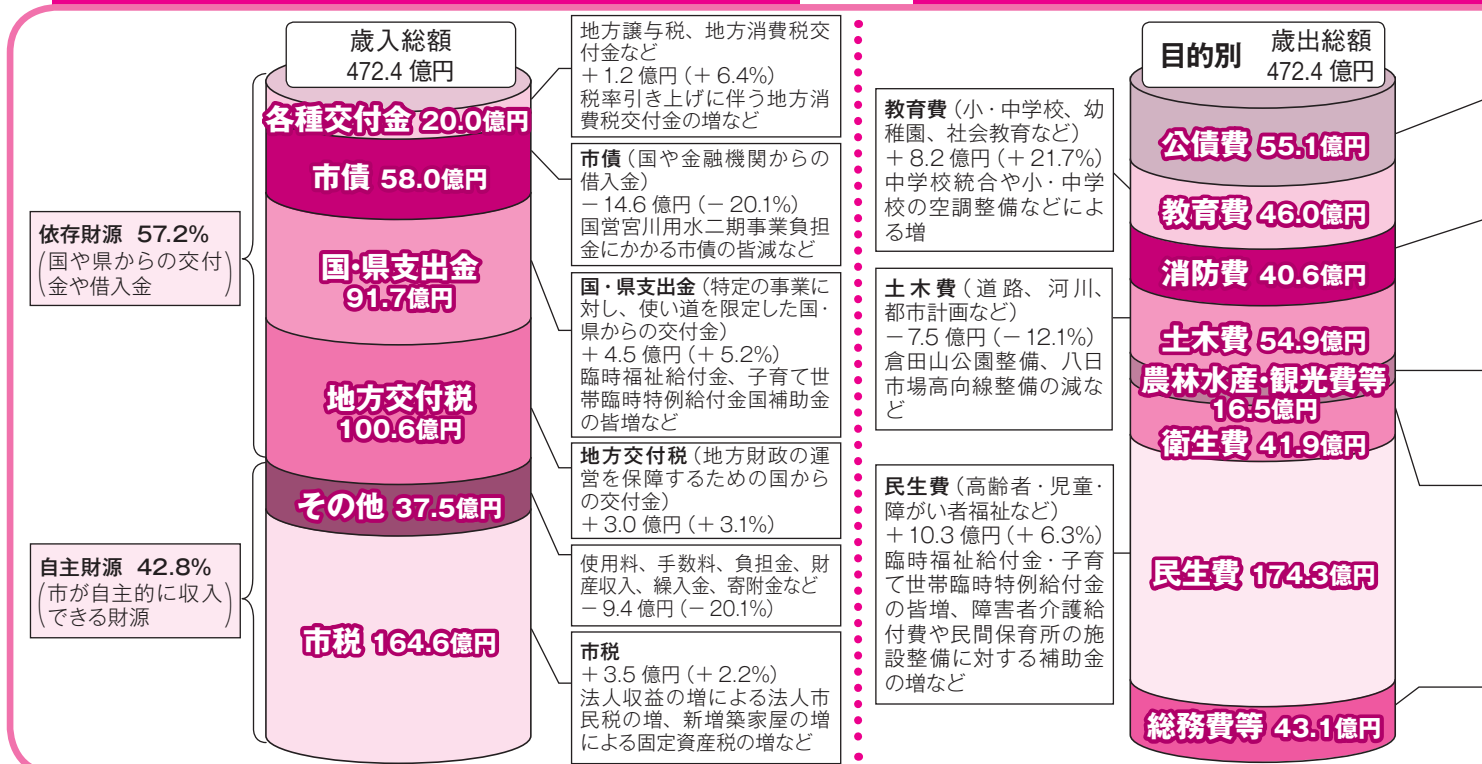 歳入総額
472.4 億円
各種交付金 20.0億円
市債 58.0億円
国・県支出金
91.7億円
地方交付税
100.6億円
その他 37.5億円
市税 164.6億円
依存財源 57.2%
(国や県からの交付
金や借入金)
自主財源 42.8%
(市が自主的に収入
できる財源)
地方譲与税、地方消費税交
付金など
+ 1.2 億円 (+ 6.4%)
税率引き上げに伴う地方消
費税交付金の増など
市債 (国や金融機関からの
借入金)
− 14.6 億円 (− 20.1%)
国営宮川用水二期事業負担
金にかかる市債の皆減など
国・県支出金 (特定の事業に
対し、使い道を限定した国・
県からの交付金)
+ 4.5 億円 (+ 5.2%)
臨時福祉給付金、子育て世
帯臨時特例給付金国補助金
の皆増など
地方交付税 (地方財政の運
営を保障するための国から
の交付金)
+ 3.0 億円 (+ 3.1%)
使用料、手数料、負担金、財
産収入、繰入金、寄附金など
− 9.4 億円 (− 20.1%)
市税
+ 3.5 億円 (+ 2.2%)
法人収益の増による法人市
民税の増、新増築家屋の増
による固定資産税の増など
目的別 歳出総額
472.4 億円
公債費 55.1億円
教育費 46.0億円
消防費 40.6億円
土木費 54.9億円
農林水産・観光費等
16.5億円
衛生費 41.9億円
民生費 174.3億円
総務費等 43.1億円
教育費 (小・中学校、幼
稚園、社会教育など)
+ 8.2 億円 (+ 21.7%)
中学校統合や小・中学
校の空調整備などによ
る増
土木費 (道路、河川、
都市計画など)
− 7.5 億円 (− 12.1%)
倉田山公園整備、八日
市場高向線整備の減な
ど
民生費 (高齢者・児童・
障がい者福祉など)
+ 10.3 億円 (+ 6.3%)
臨時福祉給付金・子育
て世帯臨時特例給付金
の皆増、障害者介護給
付費や民間保育所の施
設整備に対する補助金
の増など